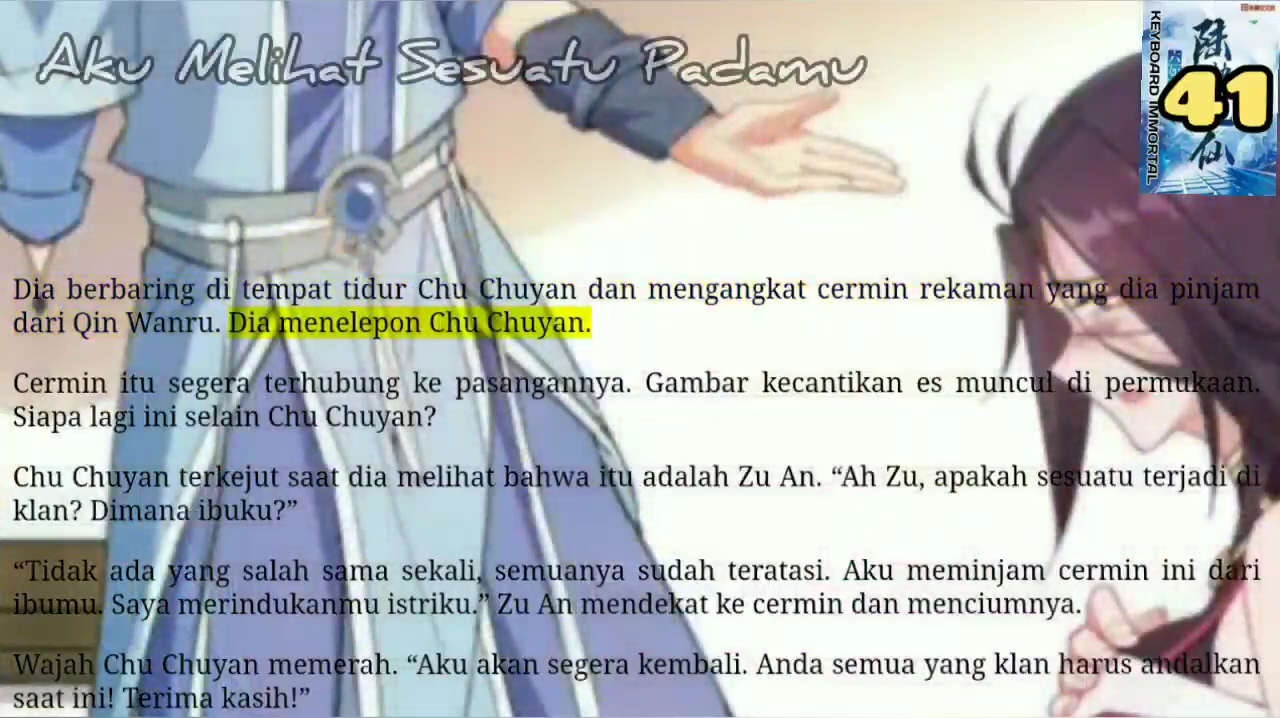 Aku Melihat Sesuatu Padamu
KEYBOARD IMMORTAL
41
Dia berbaring di tempat tidur Chu Chuyan dan mengangkat cermin rekaman yang dia pinjam
dari Qin Wanru. Dia menelepon Chu Chuyan.
Cermin itu segera terhubung ke pasangannya. Gambar kecantikan es muncul di permukaan.
Siapa lagi ini selain Chu Chuyan?
Chu Chuyan terkejut saat dia melihat bahwa itu adalah Zu An. “Ah Zu, apakah sesuatu terjadi di
klan? Dimana ibuku?”
“Tidak ada yang salah sama sekali, semuanya sudah teratasi. Aku meminjam cermin ini dari
ibumu. Saya merindukanmu istriku.” Zu An mendekat ke cermin dan menciumnya.
Wajah Chu Chuyan memerah. “Aku akan segera kembali. Anda semua yang klan harus andalkan
saat ini! Terima kasih!”